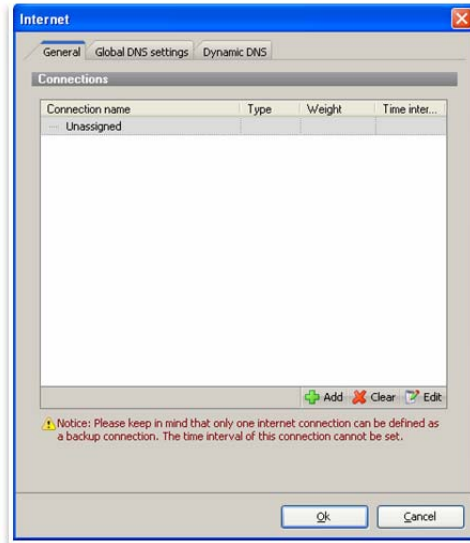 Internet
General Global DNS settings Dynamic DNS
Connections
Connection name Type Weight Time inter...
Unassigned
Add Clear Edit
Notice: Please keep in mind that only one internet connection can be defined as
a backup connection. The time interval of this connection cannot be set.
Ok Cancel